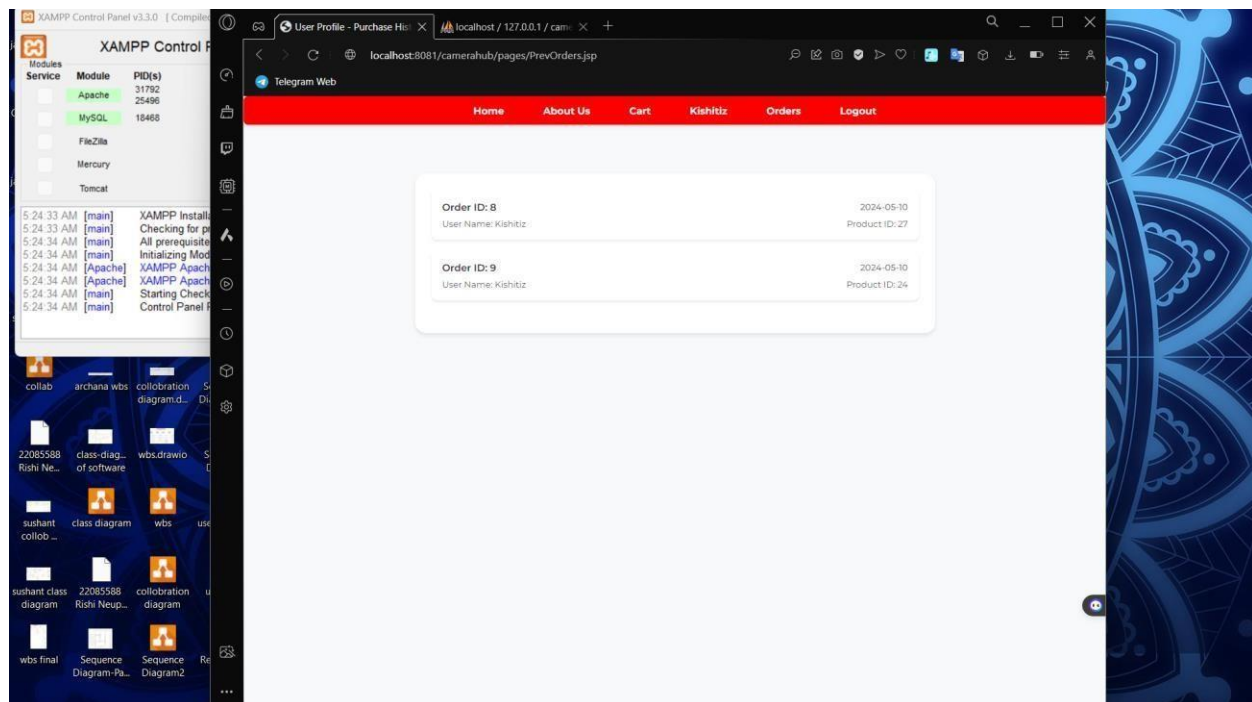 XAMPP Control Panel v3.3.0 [ Compiled
XAMPP Control P
Modules
Service Module PID(s)
Apache 31792
25496
MySQL 18468
FileZilla
Mercury
Tomcat
5:24:33 AM [main] XAMPP Installa
5:24:33 AM [main] Checking for pr
5:24:34 AM [main] All prerequisite
5:24:34 AM [main] Initializing Mod
5:24:34 AM [Apache] XAMPP Apach
5:24:34 AM [Apache] XAMPP Apach
5:24:34 AM [main] Starting Check
5:24:34 AM [main] Control Panel R
collab
archana wbs
collobration
diagram.d...
22085588
Rishi Ne...
class-diag...
of software
wbs.drawio
sushant
collob ...
class diagram
wbs
use
sushant class
diagram
22085588
Rishi Neup...
collobration
diagram
wbs final
Sequence
Diagram-Pa...
Sequence
Diagram2
Re
User Profile - Purchase His
localhost / 127.0.0.1 / came
localhost:8081/camerahub/pages/PrevOrders.jsp
Telegram Web
Home About Us Cart Kishitiz Orders Logout
Order ID: 8 2024-05-10
User Name: Kishitiz Product ID: 27
Order ID: 9 2024-05-10
User Name: Kishitiz Product ID: 24